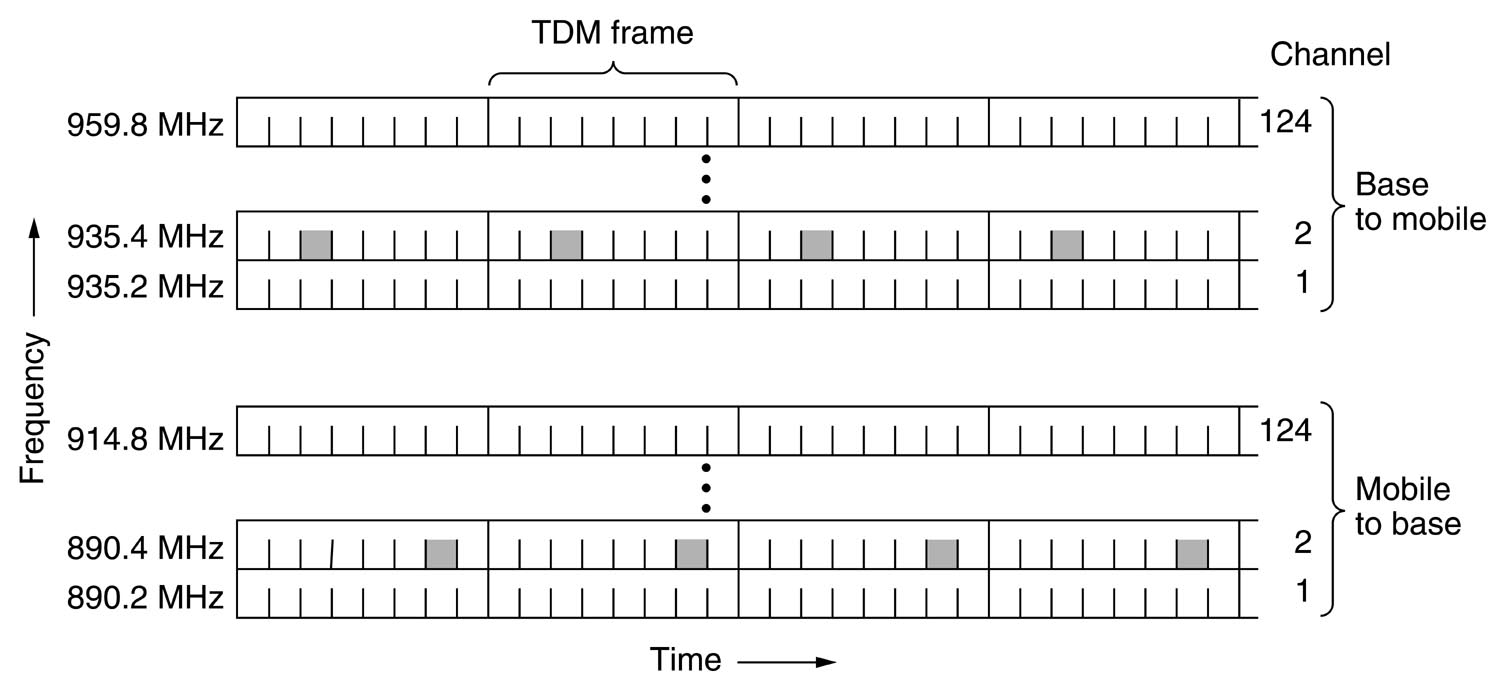 TDM frame
Channel
959.8 MHz
124
935.4 MHz
2
935.2 MHz
1
Base
to mobile
Frequency
914.8 MHz
124
890.4 MHz
2
890.2 MHz
1
Mobile
to base
Time